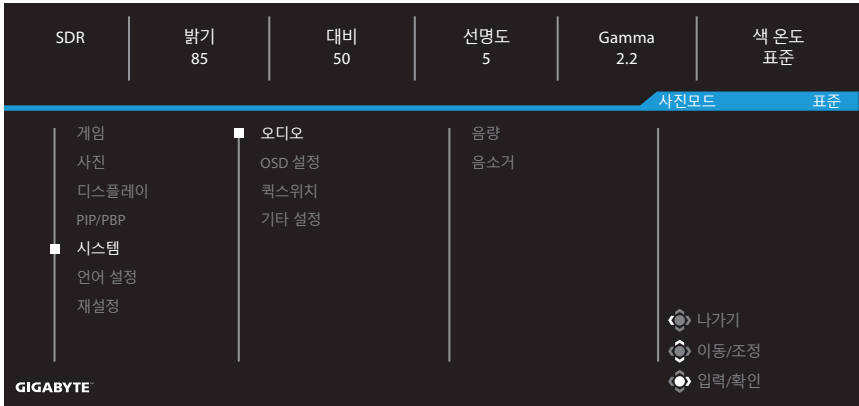 SDR 밝기 대비 선명도 Gamma 색 온도
85 50 5 2.2 표준
사진모드 표준
게임 오디오 음량
사진 OSD 설정 음소거
디스플레이 퀵스위치
PIP/PBP 기타 설정
시스템
언어 설정
재설정
나가기
이동/조정
입력/확인
GIGABYTE™